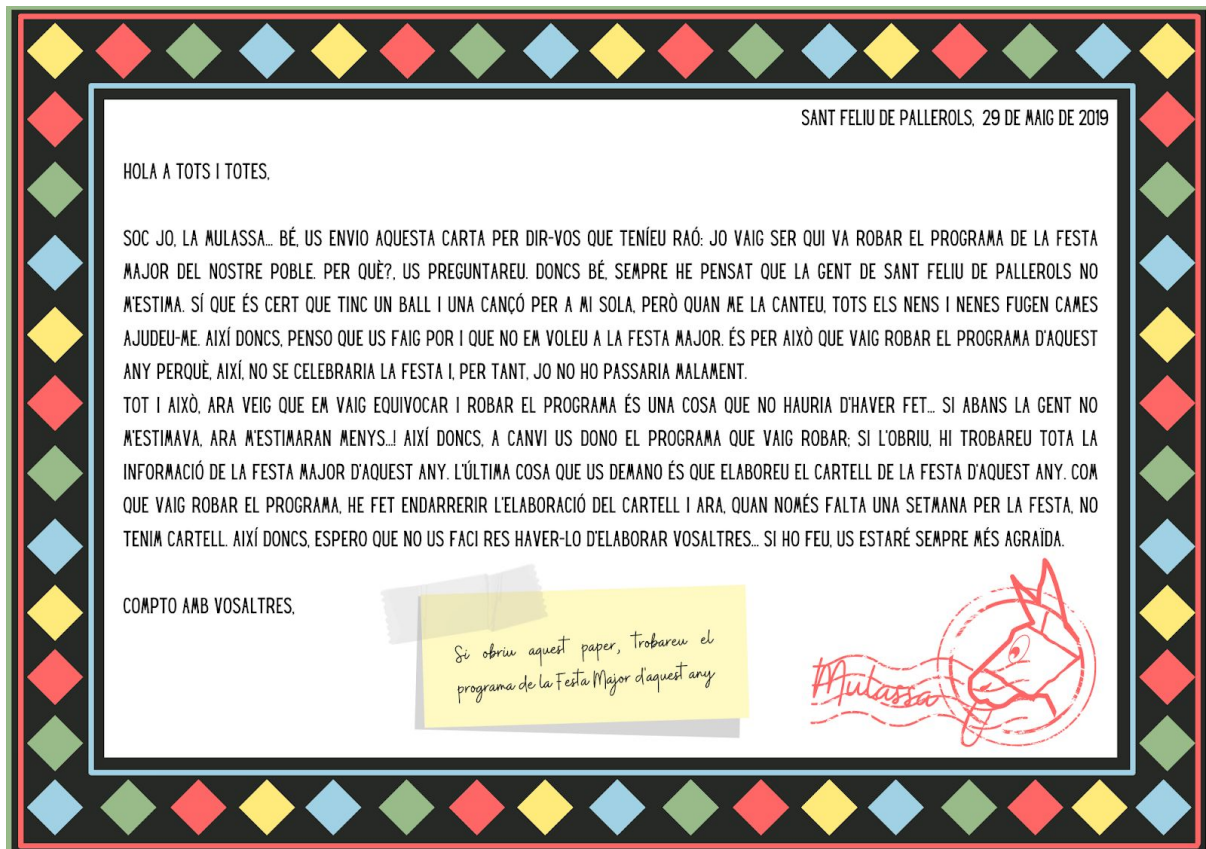 SANT FELIU DE PALLEROLS, 29 DE MAIG DE 2019
HOLA A TOTS I TOTES,
SOC JO, LA MULASSA... BÉ, US ENVIO AQUESTA CARTA PER DIR-VOS QUE TENÍEU RAÓ: JO VAIG SER QUI VA ROBAR EL PROGRAMA DE LA FESTA
MAJOR DEL NOSTRE POBLE. PER QUÈ?, US PREGUNTAREU. DONCS BÉ, SEMPRE HE PENSAT QUE LA GENT DE SANT FELIU DE PALLEROLS NO
M'ESTIMA. SÍ QUE ÉS CERT QUE TINC UN BALL I UNA CANÇÓ PER A MI SOLA, PERÒ QUAN ME LA CANTEU, TOTS ELS NENS I NENES FUGEN CAMES
AJUDEU-ME. AIXÍ DONCS, PENSO QUE US FAIG POR I QUE NO EM VOLEU A LA FESTA MAJOR. ÉS PER AIXÒ QUE VAIG ROBAR EL PROGRAMA D'AQUEST
ANY PERQUÈ, AIXÍ, NO SE CELEBRARIA LA FESTA I, PER TANT, JO NO HO PASSARIA MALAMENT.
TOT I AIXÒ, ARA VEIG QUE EM VAIG EQUIVOCAR I ROBAR EL PROGRAMA ÉS UNA COSA QUE NO HAURIA D'HAVER FET... SI ABANS LA GENT NO
M'ESTIMAVA, ARA M'ESTIMARAN MENYS...! AIXÍ DONCS, A CANVI US DONO EL PROGRAMA QUE VAIG ROBAR; SI L'OBRIU, HI TROBAREU TOTA LA
INFORMACIÓ DE LA FESTA MAJOR D'AQUEST ANY. L'ÚLTIMA COSA QUE US DEMANO ÉS QUE ELABOREU EL CARTELL DE LA FESTA D'AQUEST ANY. COM
QUE VAIG ROBAR EL PROGRAMA, HE FET ENDARRERIR L'ELABORACIÓ DEL CARTELL I ARA, QUAN NOMÉS FALTA UNA SETMANA PER LA FESTA, NO
TENIM CARTELL. AIXÍ DONCS, ESPERO QUE NO US FACI RES HAVER-LO D'ELABORAR VOSALTRES... SI HO FEU, US ESTARÉ SEMPRE MÉS AGRAÏDA.
COMPTO AMB VOSALTRES,
Si obriu aquest paper, trobareu el
programa de la Festa Major d'aquest any
Mulassa